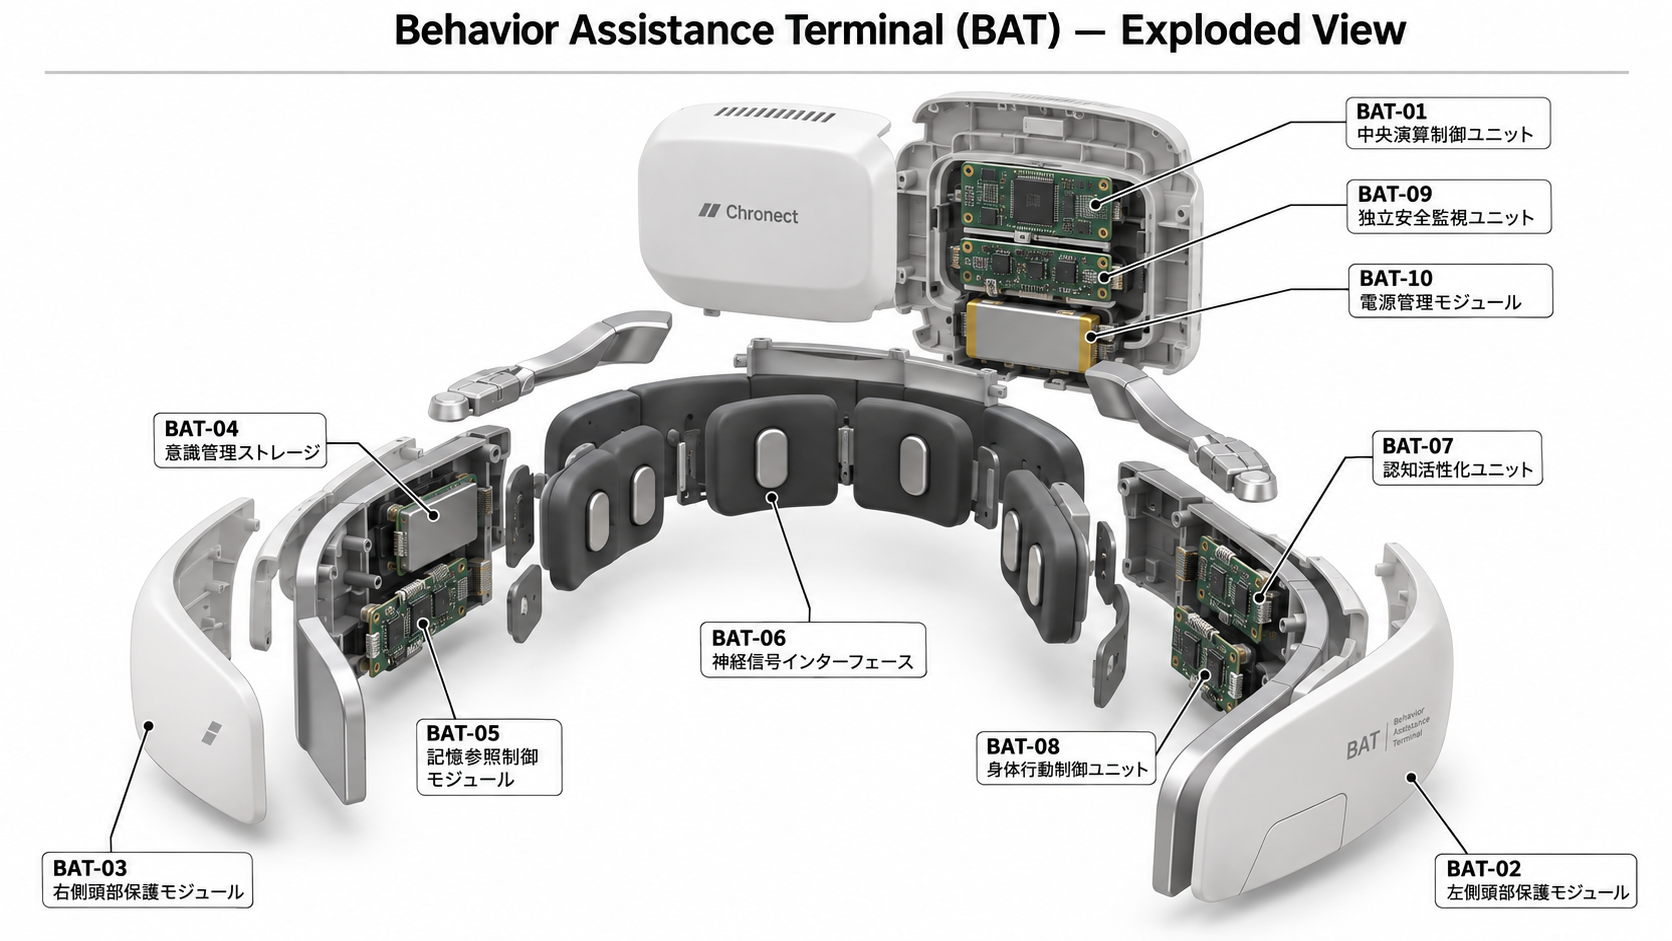 Behavior Assistance Terminal (BAT) — Exploded View
Chronect
BAT-01
中央演算制御ユニット
BAT-09
独立安全監視ユニット
BAT-10
電源管理モジュール
BAT-04
意識管理ストレージ
BAT-07
認知活性化ユニット
BAT-06
神経信号インターフェース
BAT-05
記憶参照制御
モジュール
BAT-08
身体行動制御ユニット
BAT
Behavior
Assistance
Terminal
BAT-03
右側頭部保護モジュール
BAT-02
左側頭部保護モジュール